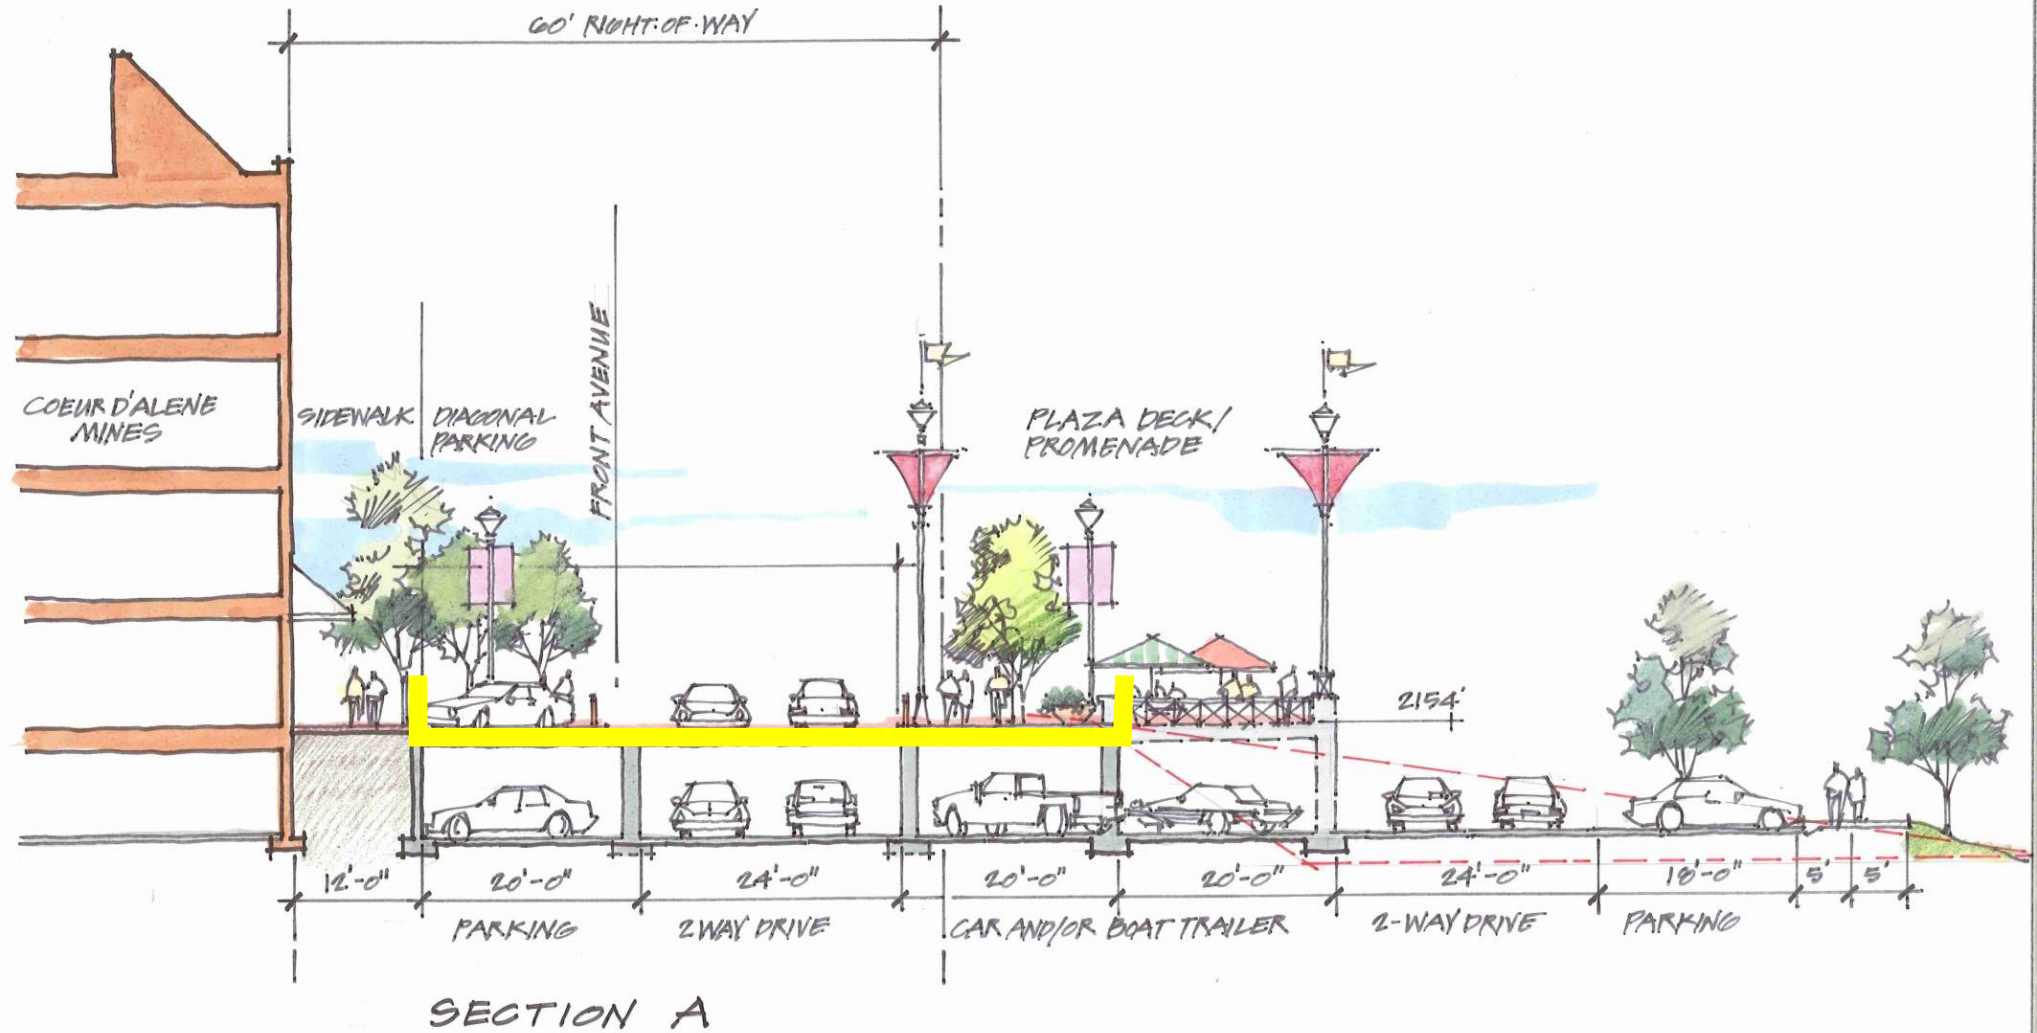 60' RIGHT·OF·WAY
COEUR D'ALENE
MINES
SIDEWALK
DIAGONAL
PARKING
FRONT AVENUE
PLAZA DECK/
PROMENADE
2154'
12'-0"
20'-0"
24'-0"
20'-0"
20'-0"
24'-0"
18'-0"
5'
5'
PARKING
2 WAY DRIVE
CAR AND/OR BOAT TRAILER
2-WAY DRIVE
PARKING
SECTION A